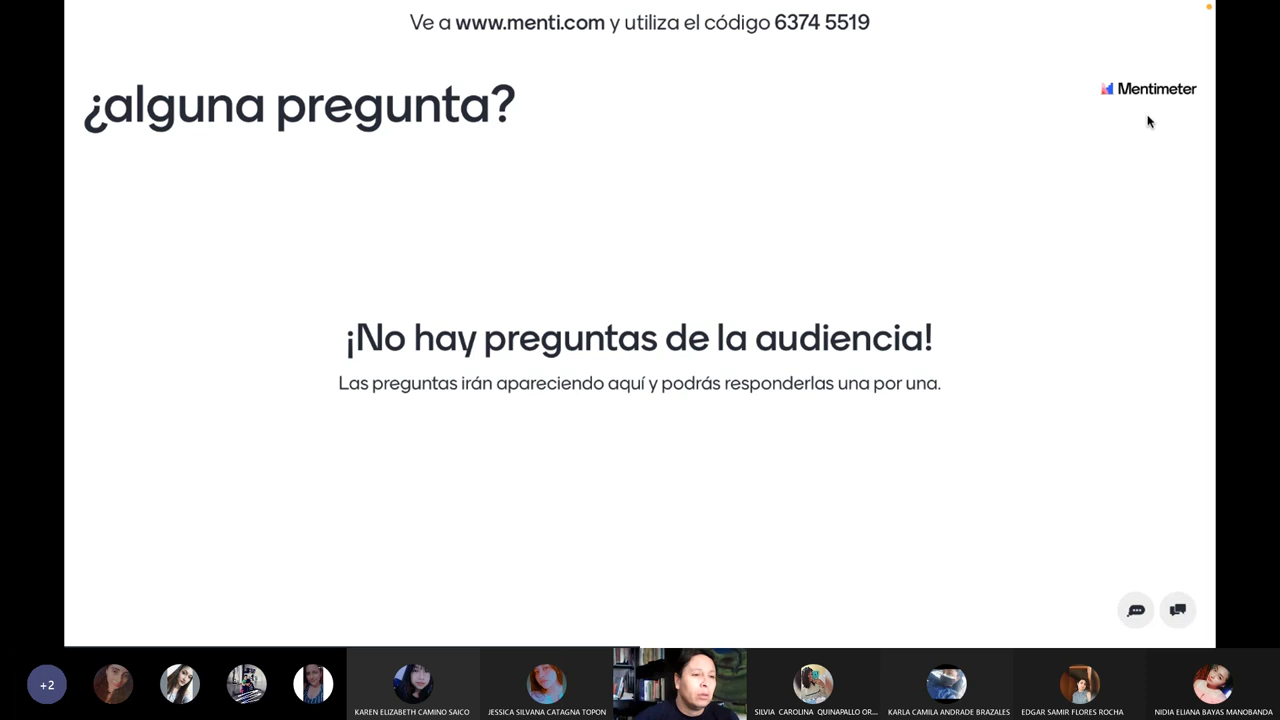 Ve a www.menti.com y utiliza el código 6374 5519
¿alguna pregunta?
Mentimeter
¡No hay preguntas de la audiencia!
Las preguntas irán apareciendo aquí y podrás responderlas una por una.
+2
KAREN ELIZABETH CAMINO SAICO
JESSICA SILVANA CATAGNA TOPON
SILVIA CAROLINA QUINAPALLO OR...
KARLA CAMILA ANDRADE BRAZALES
EDGAR SAMIR FLORES ROCHA
NIDIA ELIANA BAYAS MANOBANDA